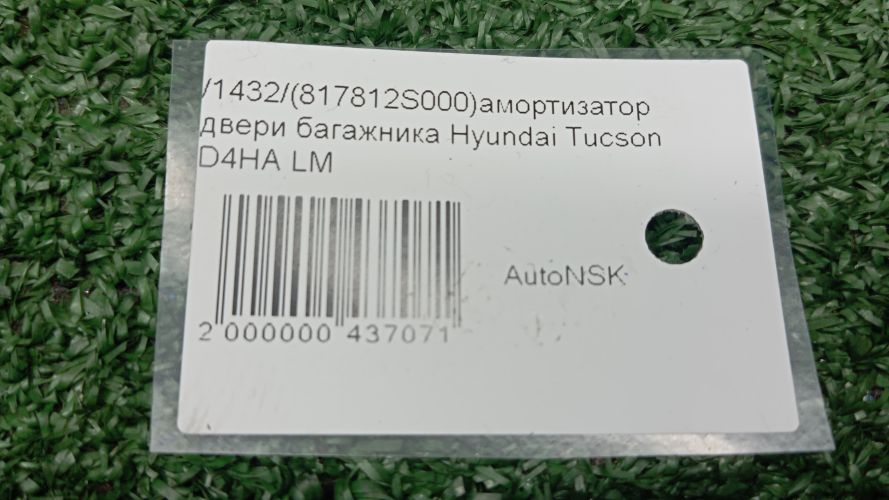 /1432/(817812S000)амортизатор
двери багажника Hyundai Tucson
D4HA LM
AutoNSK
2 000000 437071